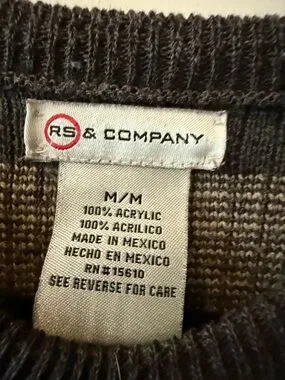 RS & COMPANY
M/M
100% ACRYLIC
100% ACRILICO
MADE IN MEXICO
HECHO EN MEXICO
RN#15610
SEE REVERSE FOR CARE